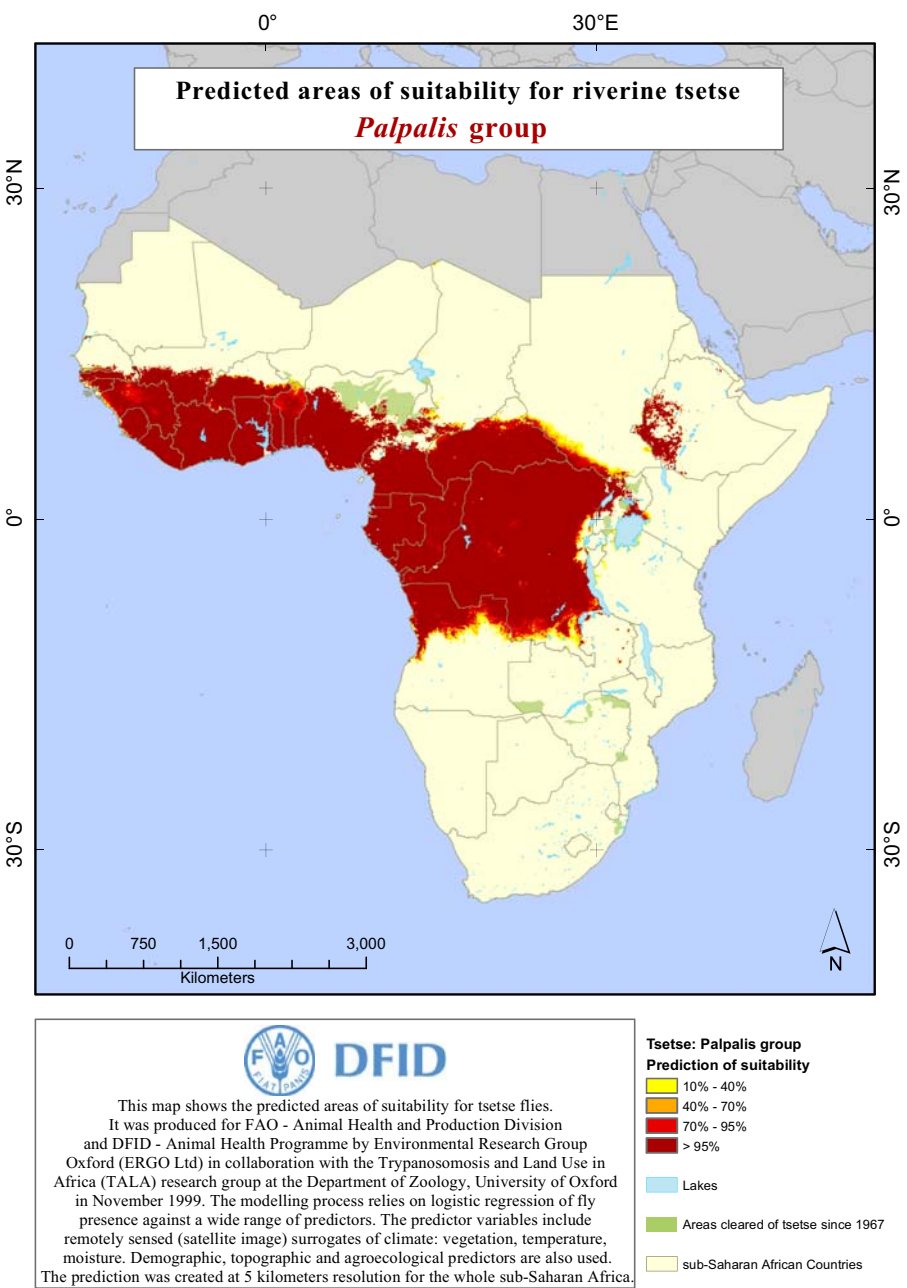 0°
30°E
Predicted areas of suitability for riverine tsetse
Palpalis group
30°N
30°N
0°
0°
30°S
30°S
0 750 1,500 3,000
Kilometers
N
FAO
FIAT PANIS
DFID
This map shows the predicted areas of suitability for tsetse flies.
It was produced for FAO - Animal Health and Production Division
and DFID - Animal Health Programme by Environmental Research Group
Oxford (ERGO Ltd) in collaboration with the Trypanosomosis and Land Use in
Africa (TALA) research group at the Department of Zoology, University of Oxford
in November 1999. The modelling process relies on logistic regression of fly
presence against a wide range of predictors. The predictor variables include
remotely sensed (satellite image) surrogates of climate: vegetation, temperature,
moisture. Demographic, topographic and agroecological predictors are also used.
The prediction was created at 5 kilometers resolution for the whole sub-Saharan Africa.
Tsetse: Palpalis group
Prediction of suitability
10% - 40%
40% - 70%
70% - 95%
> 95%
Lakes
Areas cleared of tsetse since 1967
sub-Saharan African Countries